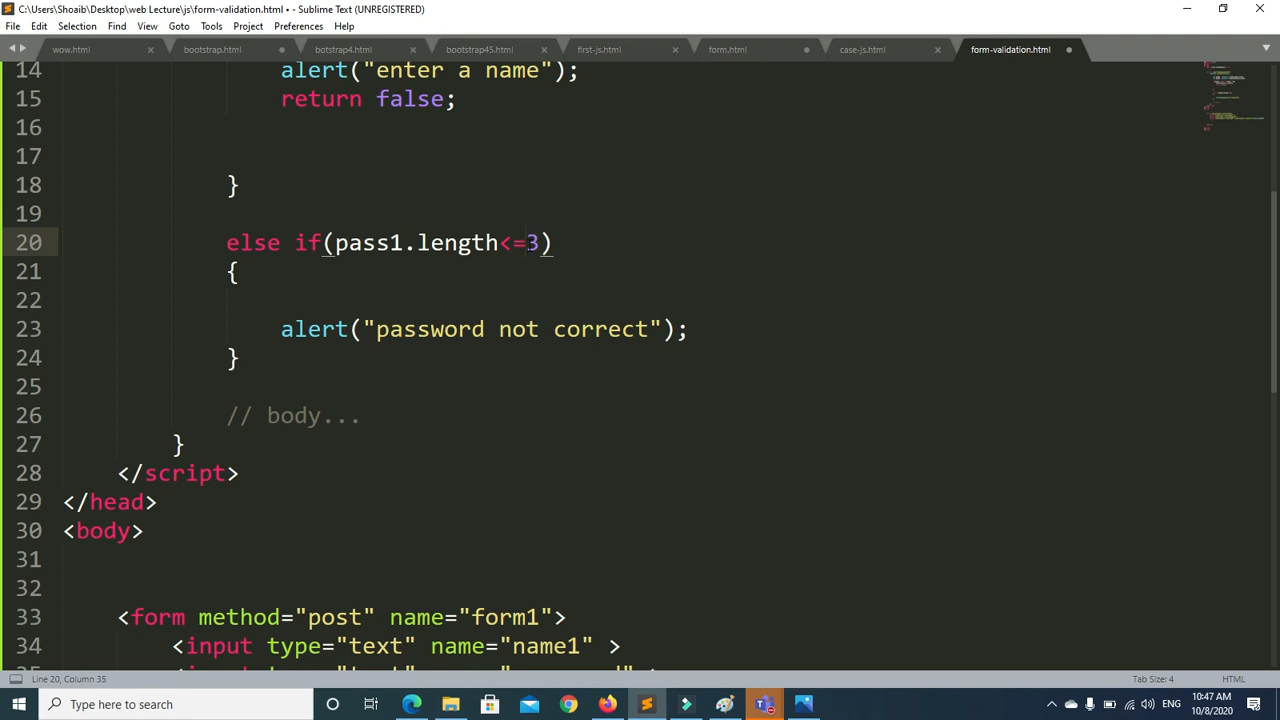 C:\Users\Shoaib\Desktop\web Lecture\js\form-validation.html • - Sublime Text (UNREGISTERED)
File Edit Selection Find View Goto Tools Project Preferences Help
wow.html bootstrap.html botstrap4.html bootstrap45.html first-js.html form.html case-js.html form-validation.html
14 alert("enter a name");
15 return false;
16
17
18 }
19
20 else if(pass1.length<=3)
21 {
22
23 alert("password not correct");
24 }
25
26 // body...
27 }
28 </script>
29 </head>
30 <body>
31
32
33 <form method="post" name="form1">
34 <input type="text" name="name1" >
Line 20, Column 35 Tab Size: 4 HTML
Type here to search
10:47 AM
10/8/2020